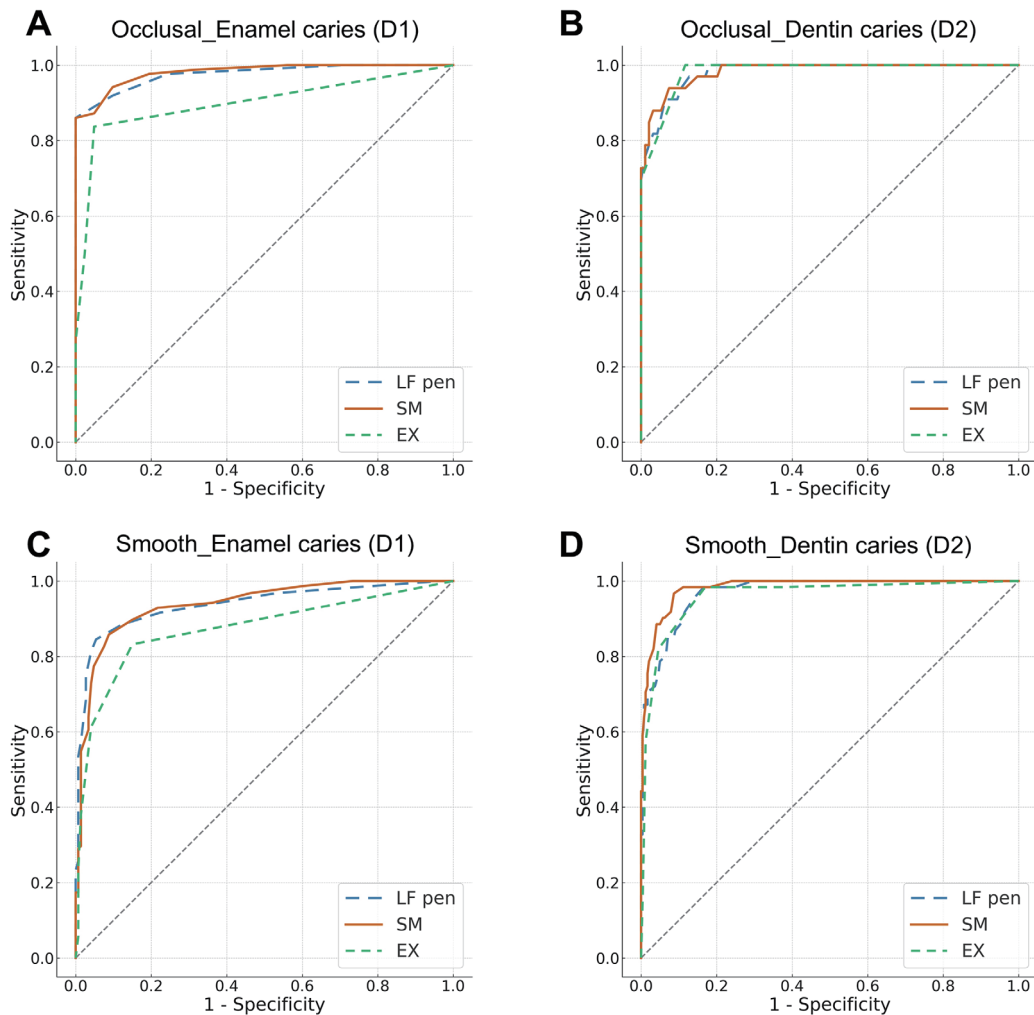 A
Occlusal_Enamel caries (D1)
1.0
0.8
0.6
0.4
0.2
0.0
Sensitivity
LF pen
SM
EX
0.0 0.2 0.4 0.6 0.8 1.0
1 - Specificity
B
Occlusal_Dentin caries (D2)
1.0
0.8
0.6
0.4
0.2
0.0
Sensitivity
LF pen
SM
EX
0.0 0.2 0.4 0.6 0.8 1.0
1 - Specificity
C
Smooth_Enamel caries (D1)
1.0
0.8
0.6
0.4
0.2
0.0
Sensitivity
LF pen
SM
EX
0.0 0.2 0.4 0.6 0.8 1.0
1 - Specificity
D
Smooth_Dentin caries (D2)
1.0
0.8
0.6
0.4
0.2
0.0
Sensitivity
LF pen
SM
EX
0.0 0.2 0.4 0.6 0.8 1.0
1 - Specificity